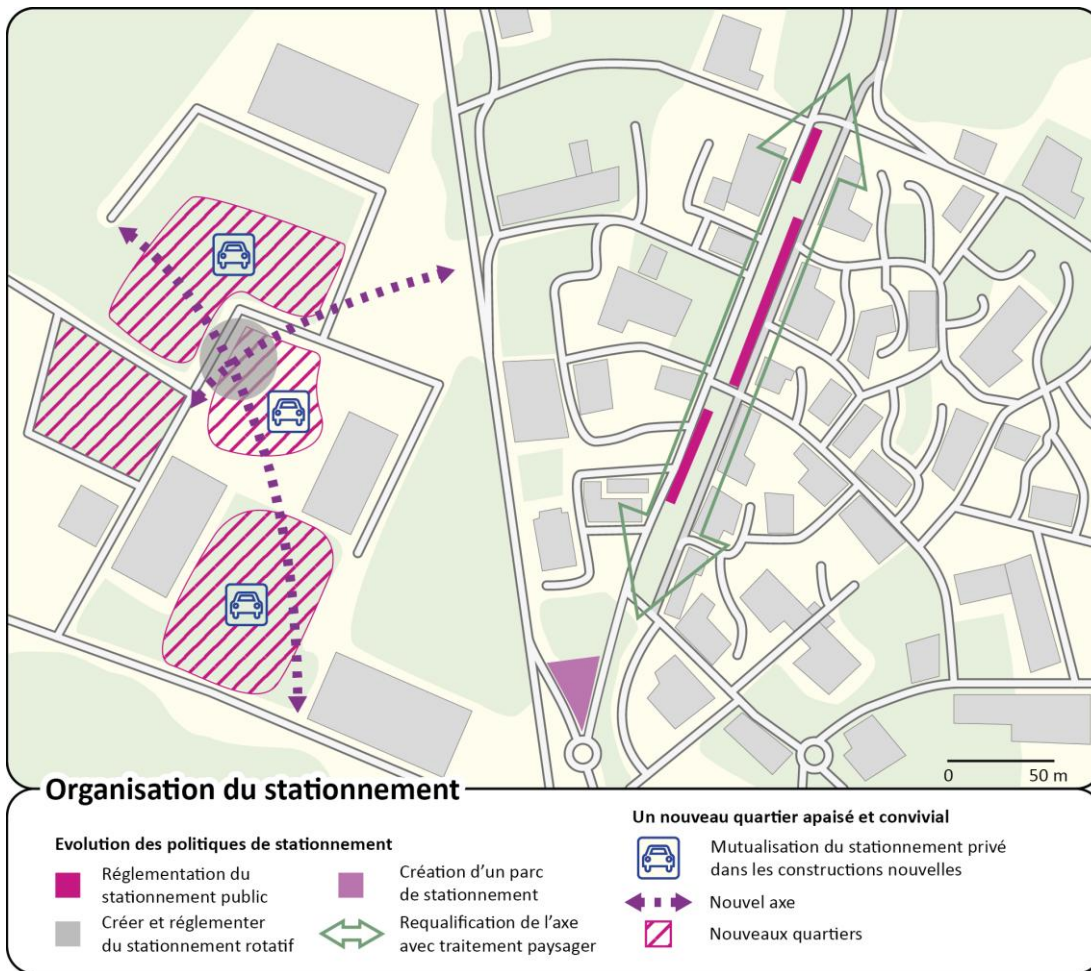 0 50 m
Organisation du stationnement
Evolution des politiques de stationnement
Réglementation du
stationnement public
Créer et réglementer
du stationnement rotatif
Création d'un parc
de stationnement
Requalification de l'axe
avec traitement paysager
Un nouveau quartier apaisé et convivial
Mutualisation du stationnement privé
dans les constructions nouvelles
Nouvel axe
Nouveaux quartiers